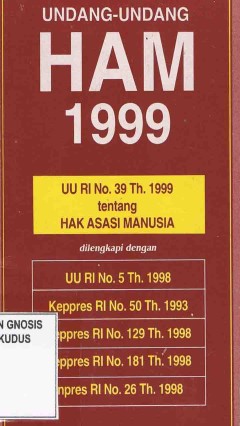 UNDANG-UNDANG
HAM
1999
UU RI No. 39 Th. 1999
tentang
HAK ASASI MANUSIA
dilengkapi dengan
UU RI No. 5 Th. 1998
Keppres RI No. 50 Th. 1993
eppres RI No. 129 Th. 1998
eppres RI No. 181 Th. 1998
npres RI No. 26 Th. 1998
N GNOSIS
KUDUS